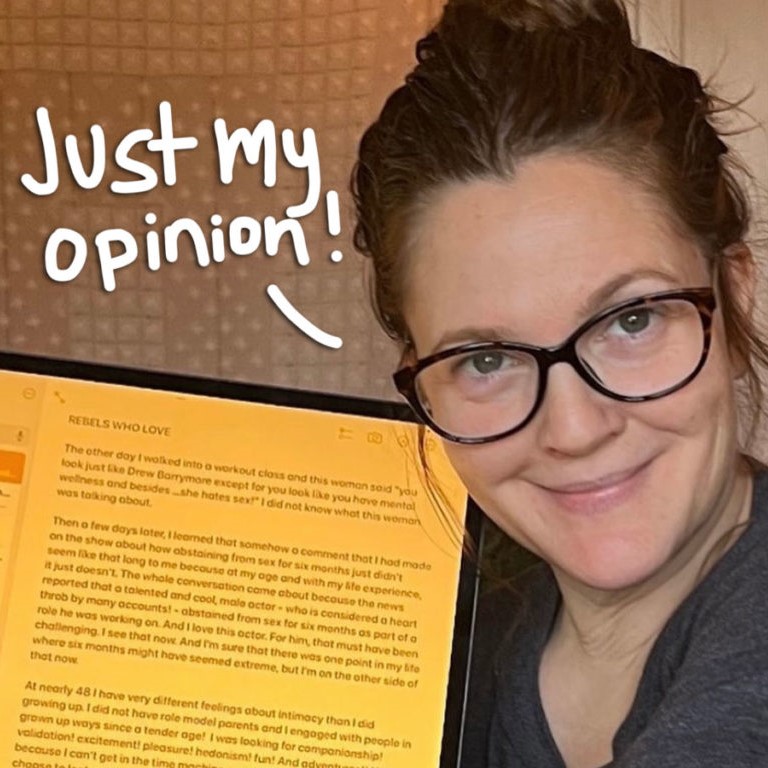 Just my
opinion!
REBELS WHO LOVE
The other day I walked into a workout class and this woman said "you
look just like Drew Barrymore except for you look like you have mental
wellness and besides ...she hates sex!" I did not know what this woman
was talking about.
Then a few days later, I learned that somehow a comment that I had made
on the show about how abstaining from sex for six months just didn't
seem like that long to me because at my age and with my life experience,
it just doesn't. The whole conversation came about because the news
reported that a talented and cool, male actor - who is considered a heart
throb by many accounts! - abstained from sex for six months as part of a
role he was working on. And I love this actor. For him, that must have been
challenging. I see that now. And I'm sure that there was one point in my life
where six months might have seemed extreme, but I'm on the other side of
that now.
At nearly 48 I have very different feelings about intimacy than I did
growing up. I did not have role model parents and I engaged with people in
grown up ways since a tender age! I was looking for companionship!
validation! excitement! pleasure! hedonism! fun! And
because I can't get in the time
choose to